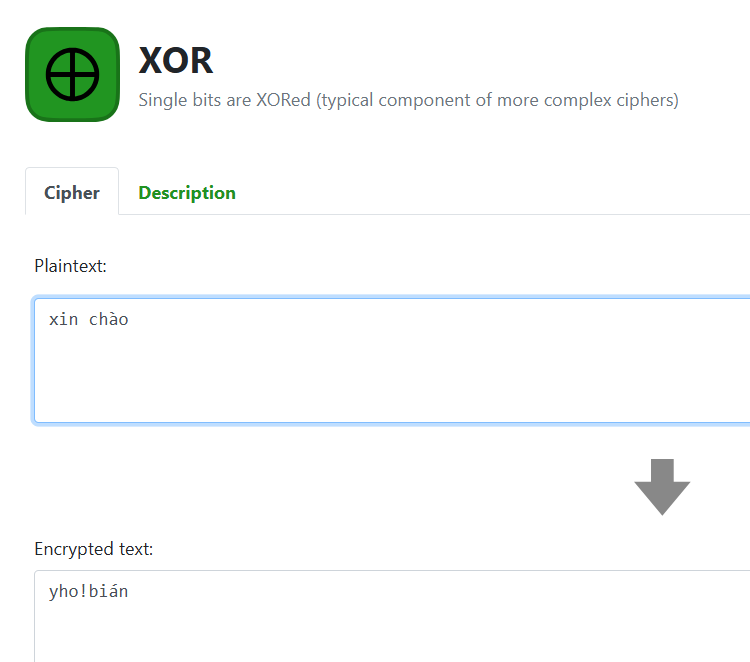 XOR
Single bits are XORed (typical component of more complex ciphers)
Cipher
Description
Plaintext:
xin chào
Encrypted text:
yho!bián